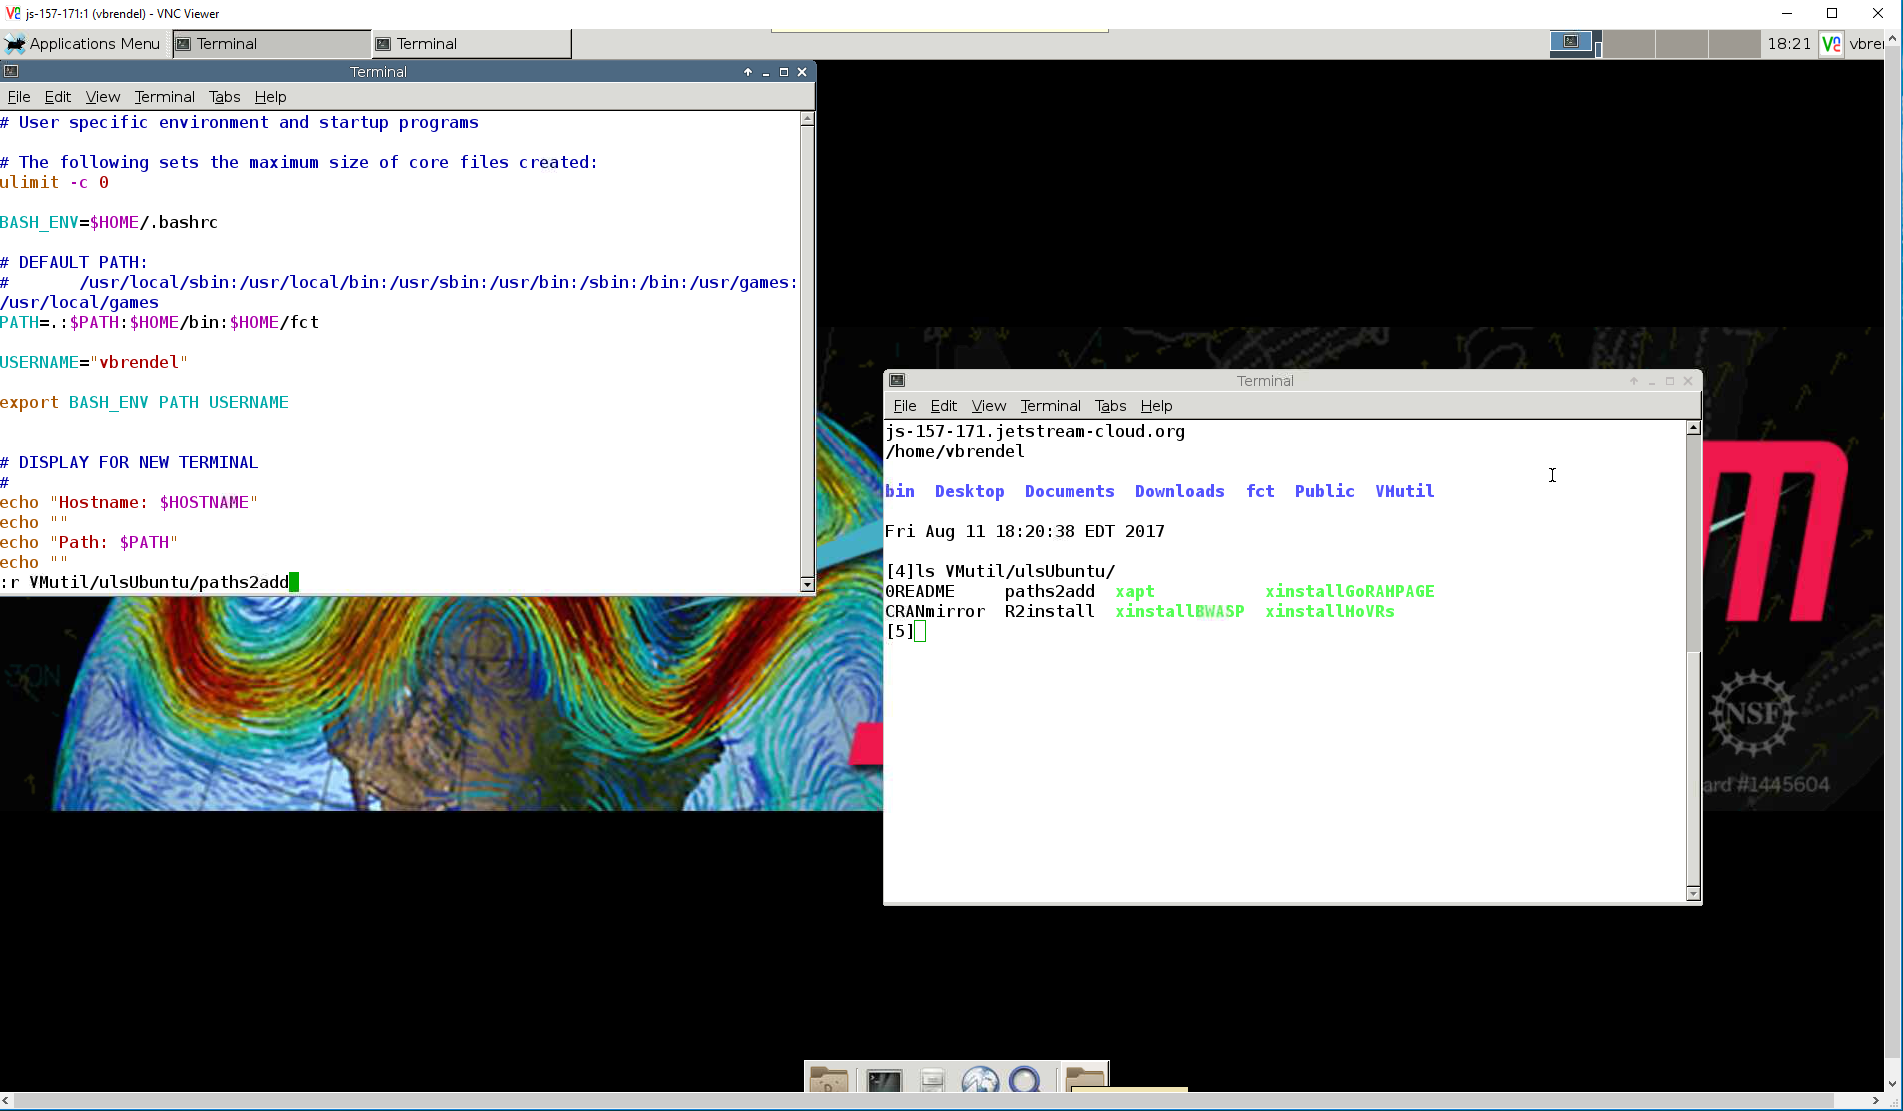 js-157-171:1 (vbrendel) - VNC Viewer
Applications Menu
Terminal
Terminal
18:21
vbre
Terminal
File Edit View Terminal Tabs Help
# User specific environment and startup programs
# The following sets the maximum size of core files created:
ulimit -c 0
BASH_ENV=$HOME/.bashrc
# DEFAULT PATH:
#       /usr/local/sbin:/usr/local/bin:/usr/sbin:/usr/bin:/sbin:/bin:/usr/games:
/usr/local/games
PATH=.:$PATH:$HOME/bin:$HOME/fct
USERNAME="vbrendel"
export BASH_ENV PATH USERNAME
# DISPLAY FOR NEW TERMINAL
#
echo "Hostname: $HOSTNAME"
echo ""
echo "Path: $PATH"
echo ""
:r VMutil/ulsUbuntu/paths2add
Terminal
File Edit View Terminal Tabs Help
js-157-171.jetstream-cloud.org
/home/vbrendel
bin  Desktop  Documents  Downloads  fct  Public  VMutil
Fri Aug 11 18:20:38 EDT 2017
[4]ls VMutil/ulsUbuntu/
0README     paths2add  xapt           xinstallGoRAMPAGE
CRANmirror  R2install  xinstallBWASP  xinstallMoVRs
[5]
NSF
ard #1445604